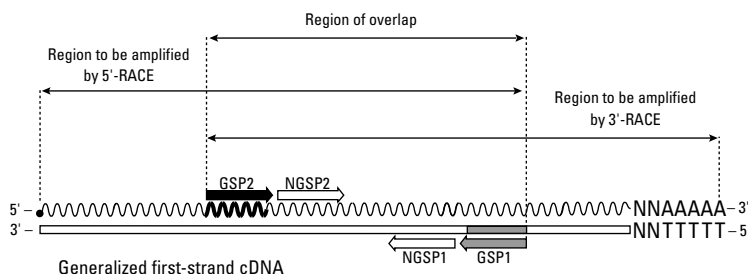 Region of overlap
Region to be amplified
by 5'-RACE
Region to be amplified
by 3'-RACE
GSP2 NGSP2
5' – NNAAAAA–3'
3' – NNTTTTT–5
NGSP1 GSP1
Generalized first-strand cDNA